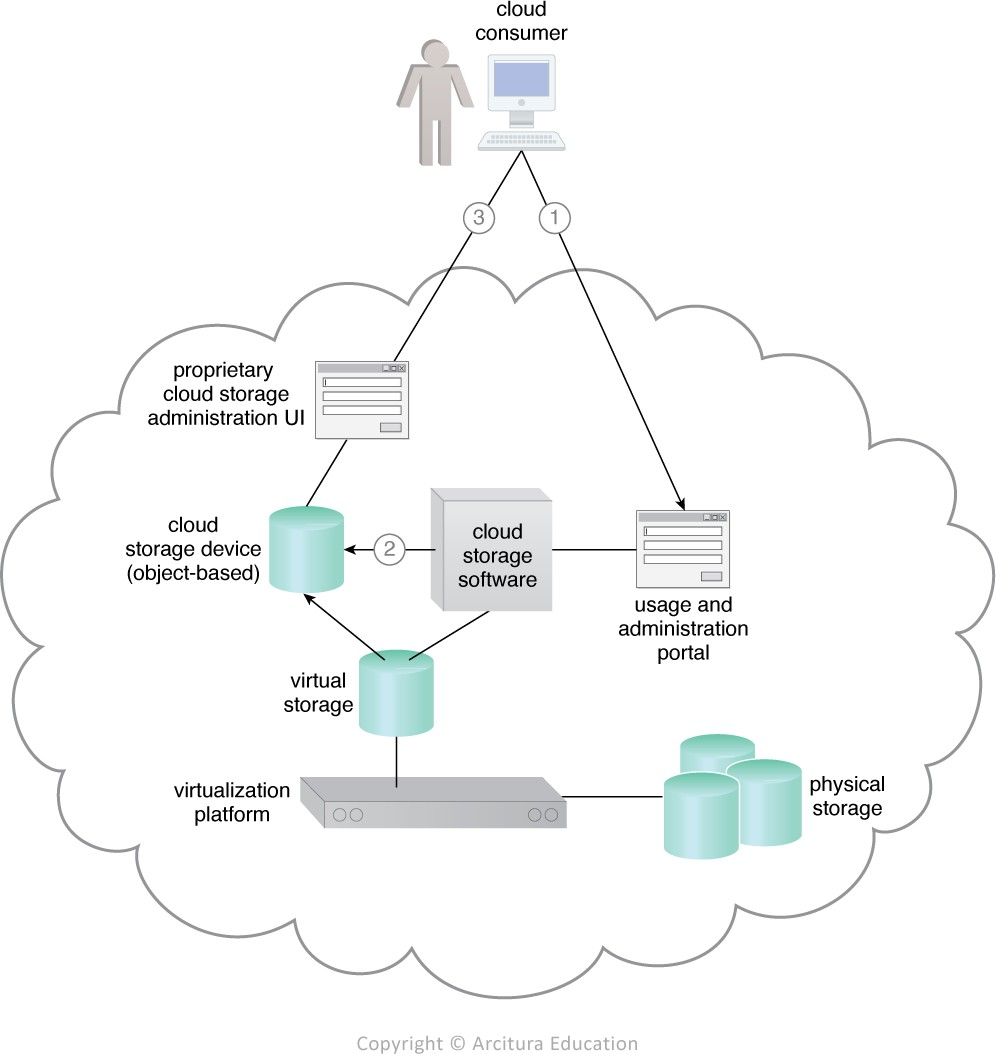 cloud
consumer
3
1
proprietary
cloud storage
administration UI
cloud
storage device
(object-based)
2
cloud
storage
software
usage and
administration
portal
virtual
storage
virtualization
platform
physical
storage
Copyright © Arcitura Education